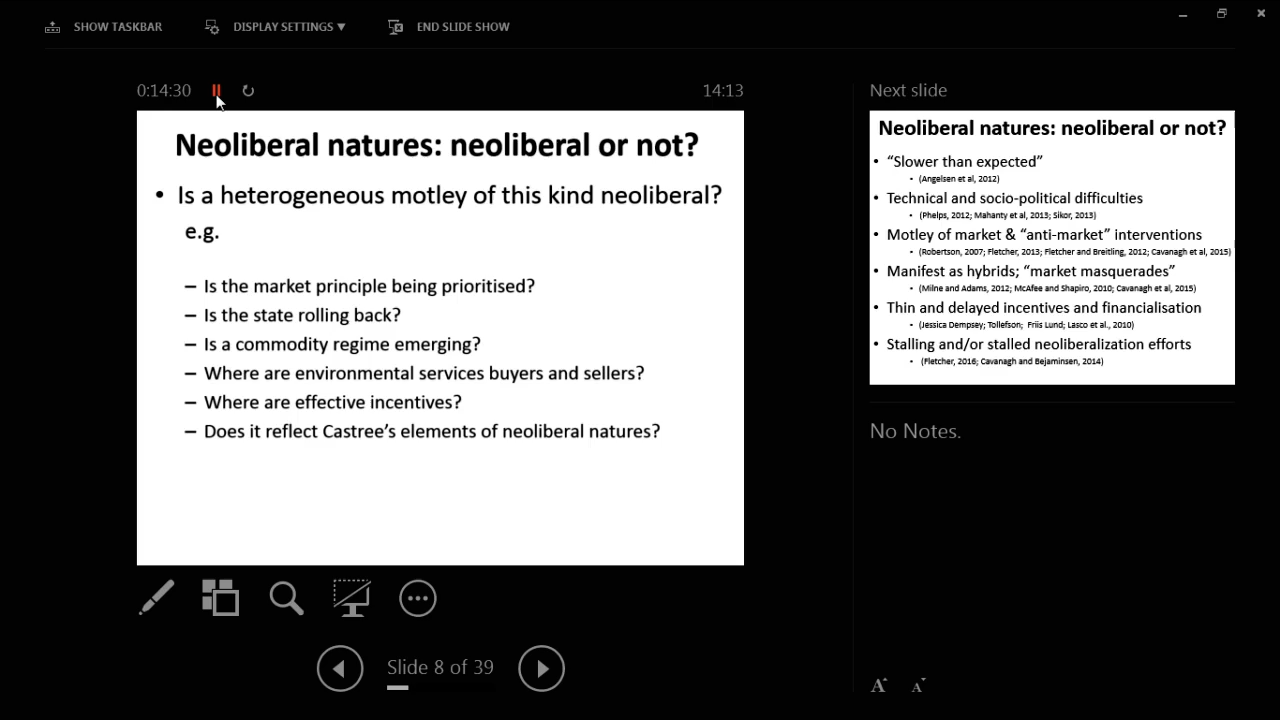 SHOW TASKBAR
DISPLAY SETTINGS ▼
END SLIDE SHOW
0:14:30
14:13
Neoliberal natures: neoliberal or not?
• Is a heterogeneous motley of this kind neoliberal?
e.g.
– Is the market principle being prioritised?
– Is the state rolling back?
– Is a commodity regime emerging?
– Where are environmental services buyers and sellers?
– Where are effective incentives?
– Does it reflect Castree’s elements of neoliberal natures?
Slide 8 of 39
Next slide
Neoliberal natures: neoliberal or not?
• “Slower than expected”
• (Angelsen et al, 2012)
• Technical and socio-political difficulties
• (Phelps, 2012; Mahanty et al, 2013; Sikor, 2013)
• Motley of market & “anti-market” interventions
• (Robertson, 2007; Fletcher, 2013; Fletcher and Breitling, 2012; Cavanagh et al, 2015)
• Manifest as hybrids; “market masquerades”
• (Milne and Adams, 2012; McAfee and Shapiro, 2010; Cavanagh et al, 2015)
• Thin and delayed incentives and financialisation
• (Jessica Dempsey; Tollefson; Friis Lund; Lasco et al., 2010)
• Stalling and/or stalled neoliberalization efforts
• (Fletcher, 2016; Cavanagh and Bejaminsen, 2014)
No Notes.
A A